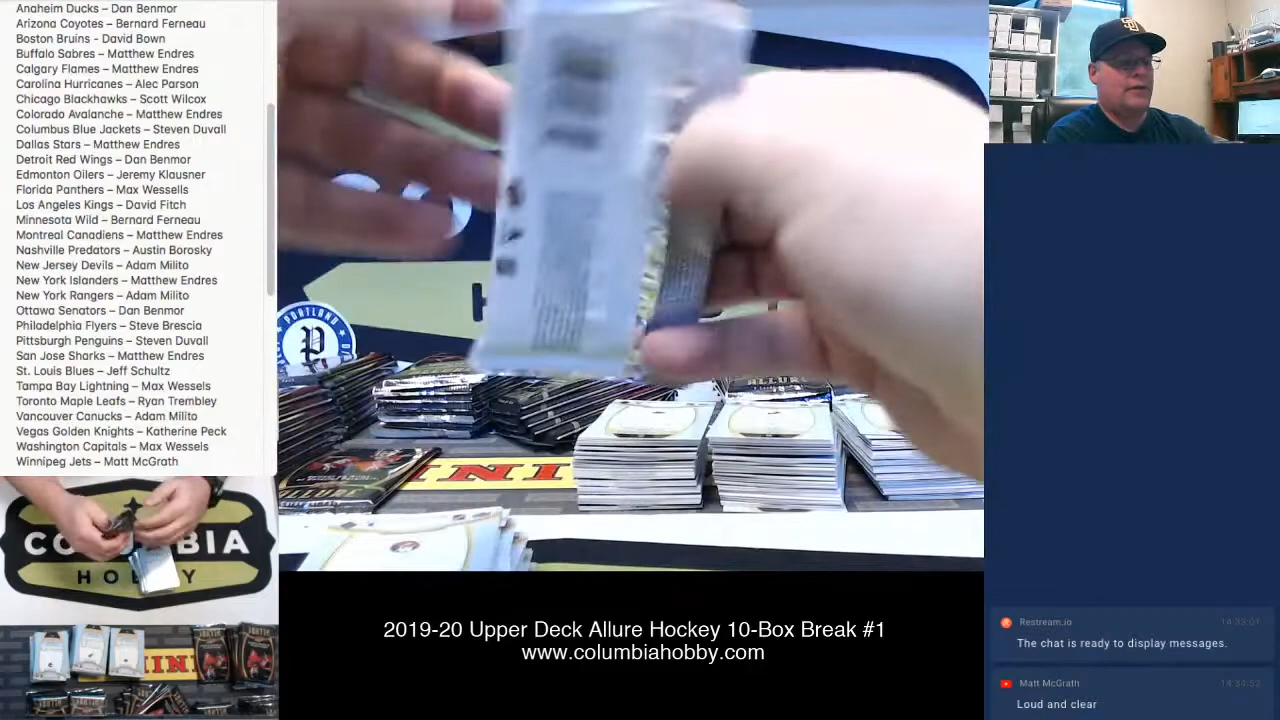 Anaheim Ducks – Dan Benmor
Arizona Coyotes – Bernard Ferneau
Boston Bruins - David Bown
Buffalo Sabres – Matthew Endres
Calgary Flames – Matthew Endres
Carolina Hurricanes – Alec Parson
Chicago Blackhawks – Scott Wilcox
Colorado Avalanche – Matthew Endres
Columbus Blue Jackets – Steven Duvall
Dallas Stars – Matthew Endres
Detroit Red Wings – Dan Benmor
Edmonton Oilers – Jeremy Klausner
Florida Panthers – Max Wessells
Los Angeles Kings – David Fitch
Minnesota Wild – Bernard Ferneau
Montreal Canadiens – Matthew Endres
Nashville Predators – Austin Borosky
New Jersey Devils – Adam Milito
New York Islanders – Matthew Endres
New York Rangers – Adam Milito
Ottawa Senators – Dan Benmor
Philadelphia Flyers – Steve Brescia
Pittsburgh Penguins – Steven Duvall
San Jose Sharks – Matthew Endres
St. Louis Blues – Jeff Schultz
Tampa Bay Lightning – Max Wessels
Toronto Maple Leafs – Ryan Trembley
Vancouver Canucks – Adam Milito
Vegas Golden Knights – Katherine Peck
Washington Capitals – Max Wessels
Winnipeg Jets – Matt McGrath
PORTLAND
P
2019-20 Upper Deck Allure Hockey 10-Box Break #1
www.columbiahobby.com
Restream.io 14:33:01
The chat is ready to display messages.
Matt McGrath 14:34:52
Loud and clear